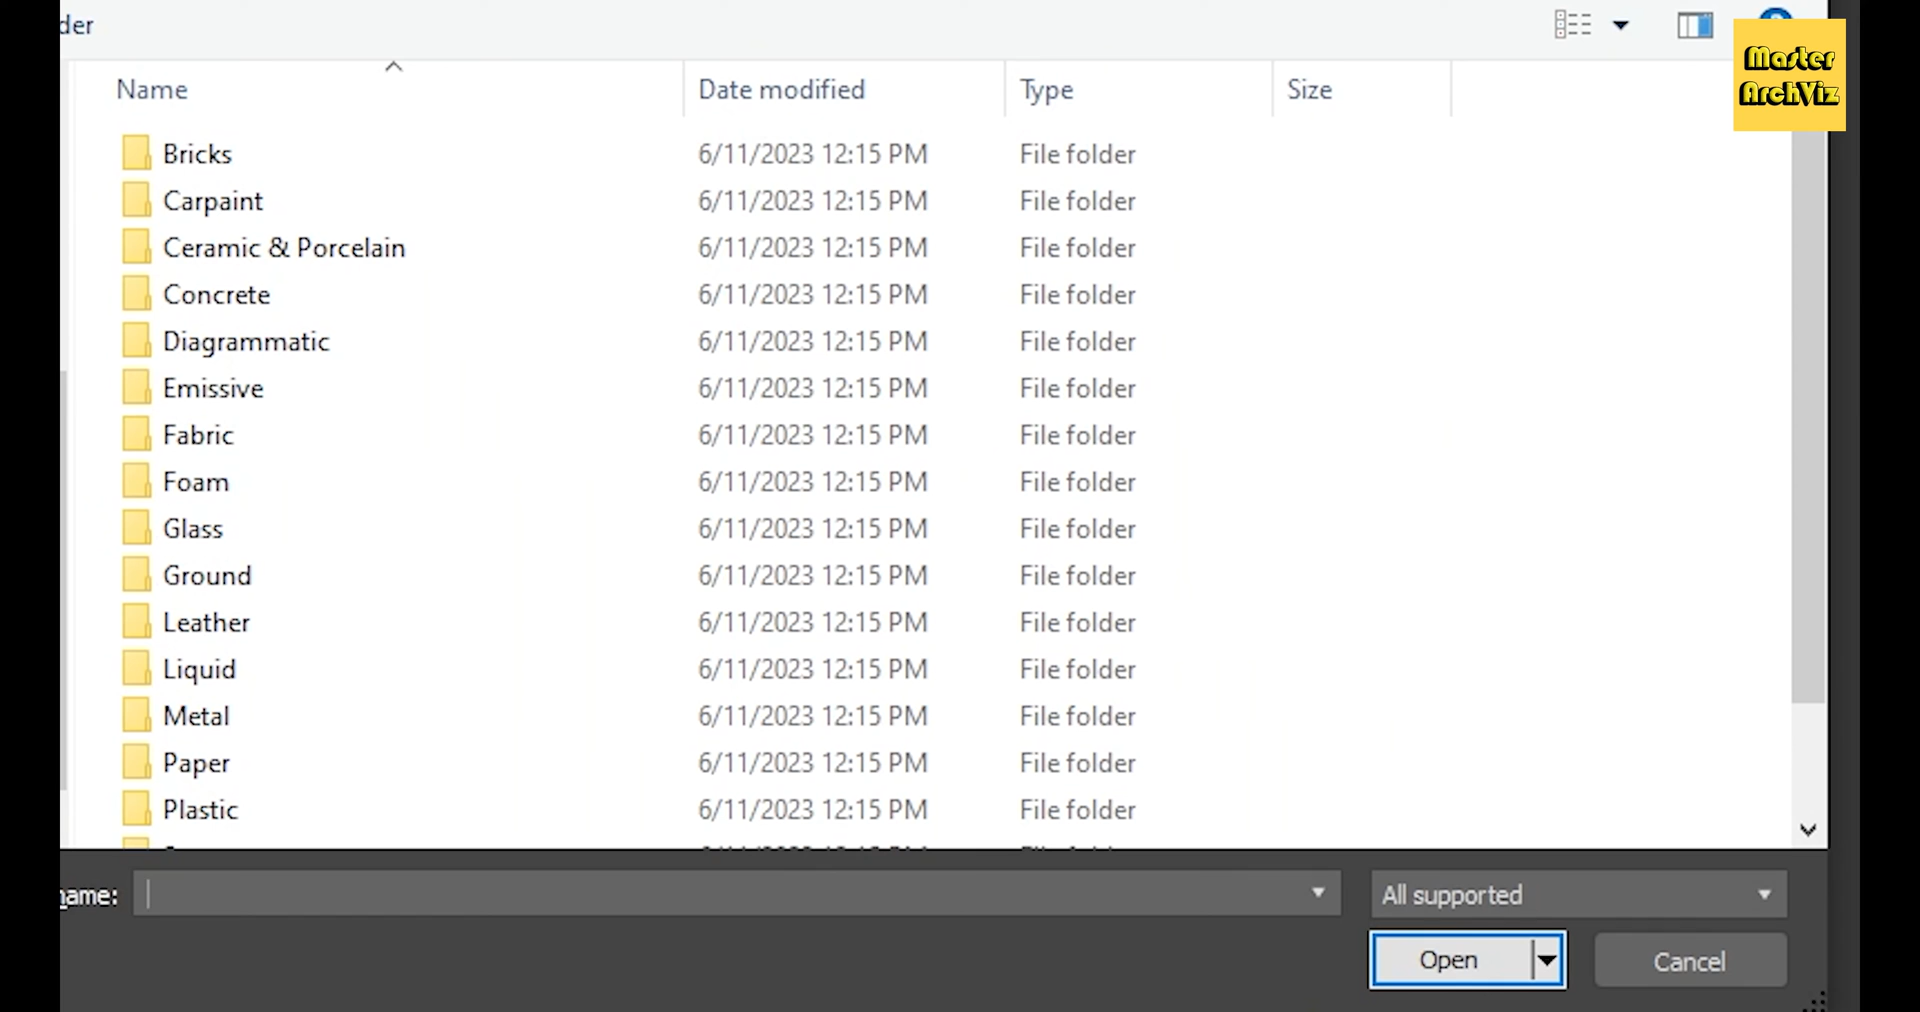 der
Master
ArchViz
Name Date modified Type Size
Bricks 6/11/2023 12:15 PM File folder
Carpaint 6/11/2023 12:15 PM File folder
Ceramic & Porcelain 6/11/2023 12:15 PM File folder
Concrete 6/11/2023 12:15 PM File folder
Diagrammatic 6/11/2023 12:15 PM File folder
Emissive 6/11/2023 12:15 PM File folder
Fabric 6/11/2023 12:15 PM File folder
Foam 6/11/2023 12:15 PM File folder
Glass 6/11/2023 12:15 PM File folder
Ground 6/11/2023 12:15 PM File folder
Leather 6/11/2023 12:15 PM File folder
Liquid 6/11/2023 12:15 PM File folder
Metal 6/11/2023 12:15 PM File folder
Paper 6/11/2023 12:15 PM File folder
Plastic 6/11/2023 12:15 PM File folder
name: All supported
Open Cancel